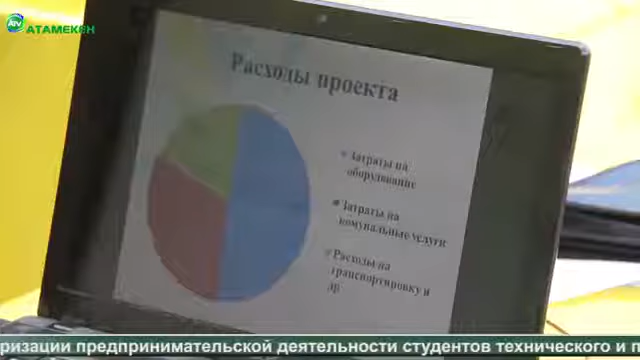 АТАМЕКЕН
Расходы проекта
Затраты на
оборудование
Затраты на
комунальные услуги
Расходы на
транспортировку и
др
ризации предпринимательской деятельности студентов технического и п